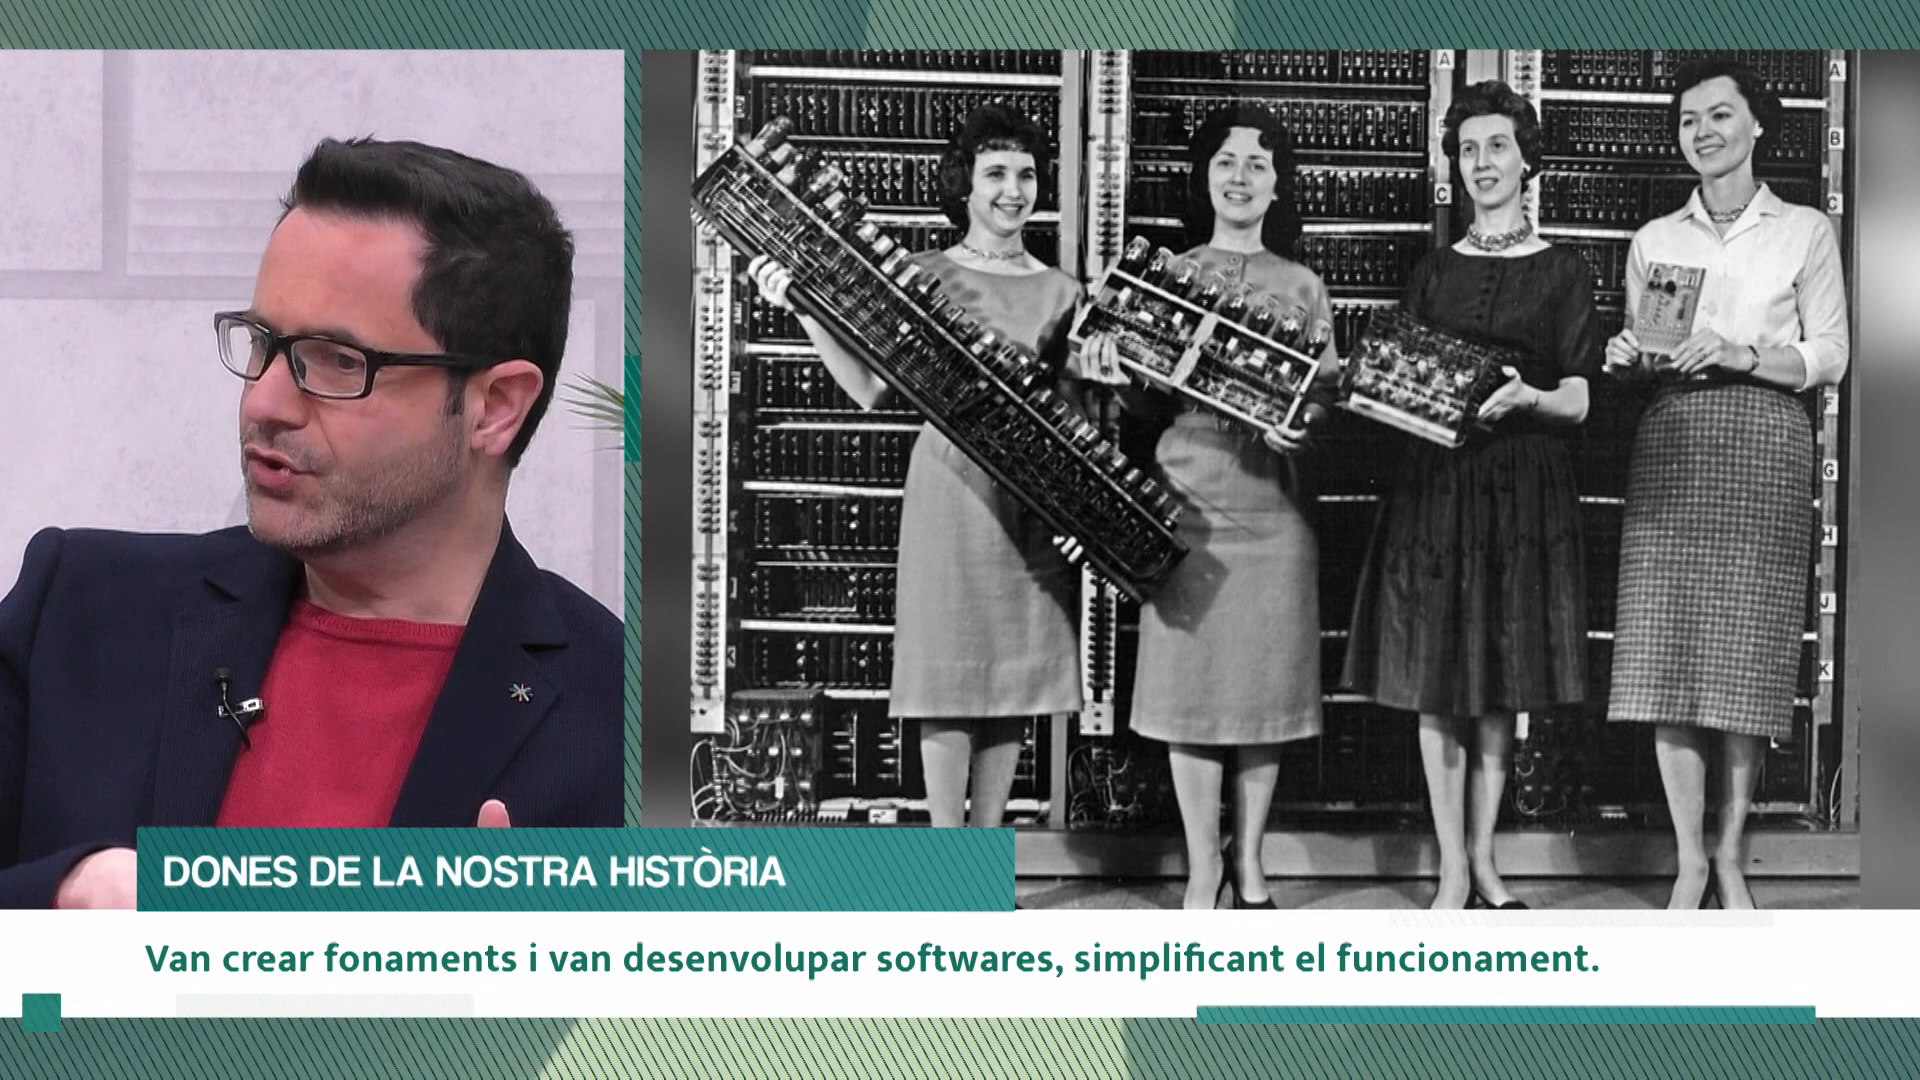 A
B
C
A
B
C
F
G
H
J
K
DONES DE LA NOSTRA HISTÒRIA
Van crear fonaments i van desenvolupar softwares, simplificant el funcionament.